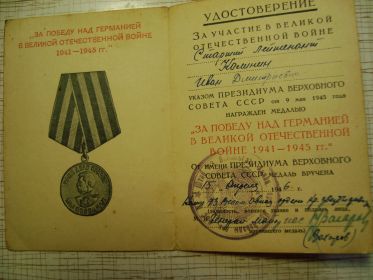 „ЗА ПОБЕДУ НАД ГЕРМАНИЕЙ
В ВЕЛИКОЙ ОТЕЧЕСТВЕННОЙ ВОЙНЕ
1941—1945 гг.“
УДОСТОВЕРЕНИЕ
ЗА УЧАСТИЕ В ВЕЛИКОЙ
ОТЕЧЕСТВЕННОЙ ВОЙНЕ
Старший Лейтенант
Иван Дмитриевич
УКАЗОМ ПРЕЗИДИУМА ВЕРХОВНОГО
СОВЕТА СССР от 9 мая 1945 года
НАГРАЖДЕН МЕДАЛЬЮ
„ЗА ПОБЕДУ НАД ГЕРМАНИЕЙ
В ВЕЛИКОЙ ОТЕЧЕСТВЕННОЙ
ВОЙНЕ 1941—1945 гг.“
ОТ ИМЕНИ ПРЕЗИДИУМА ВЕРХОВНОГО
СОВЕТА СССР МЕДАЛЬ ВРУЧЕНА
Апреля 1946 г.